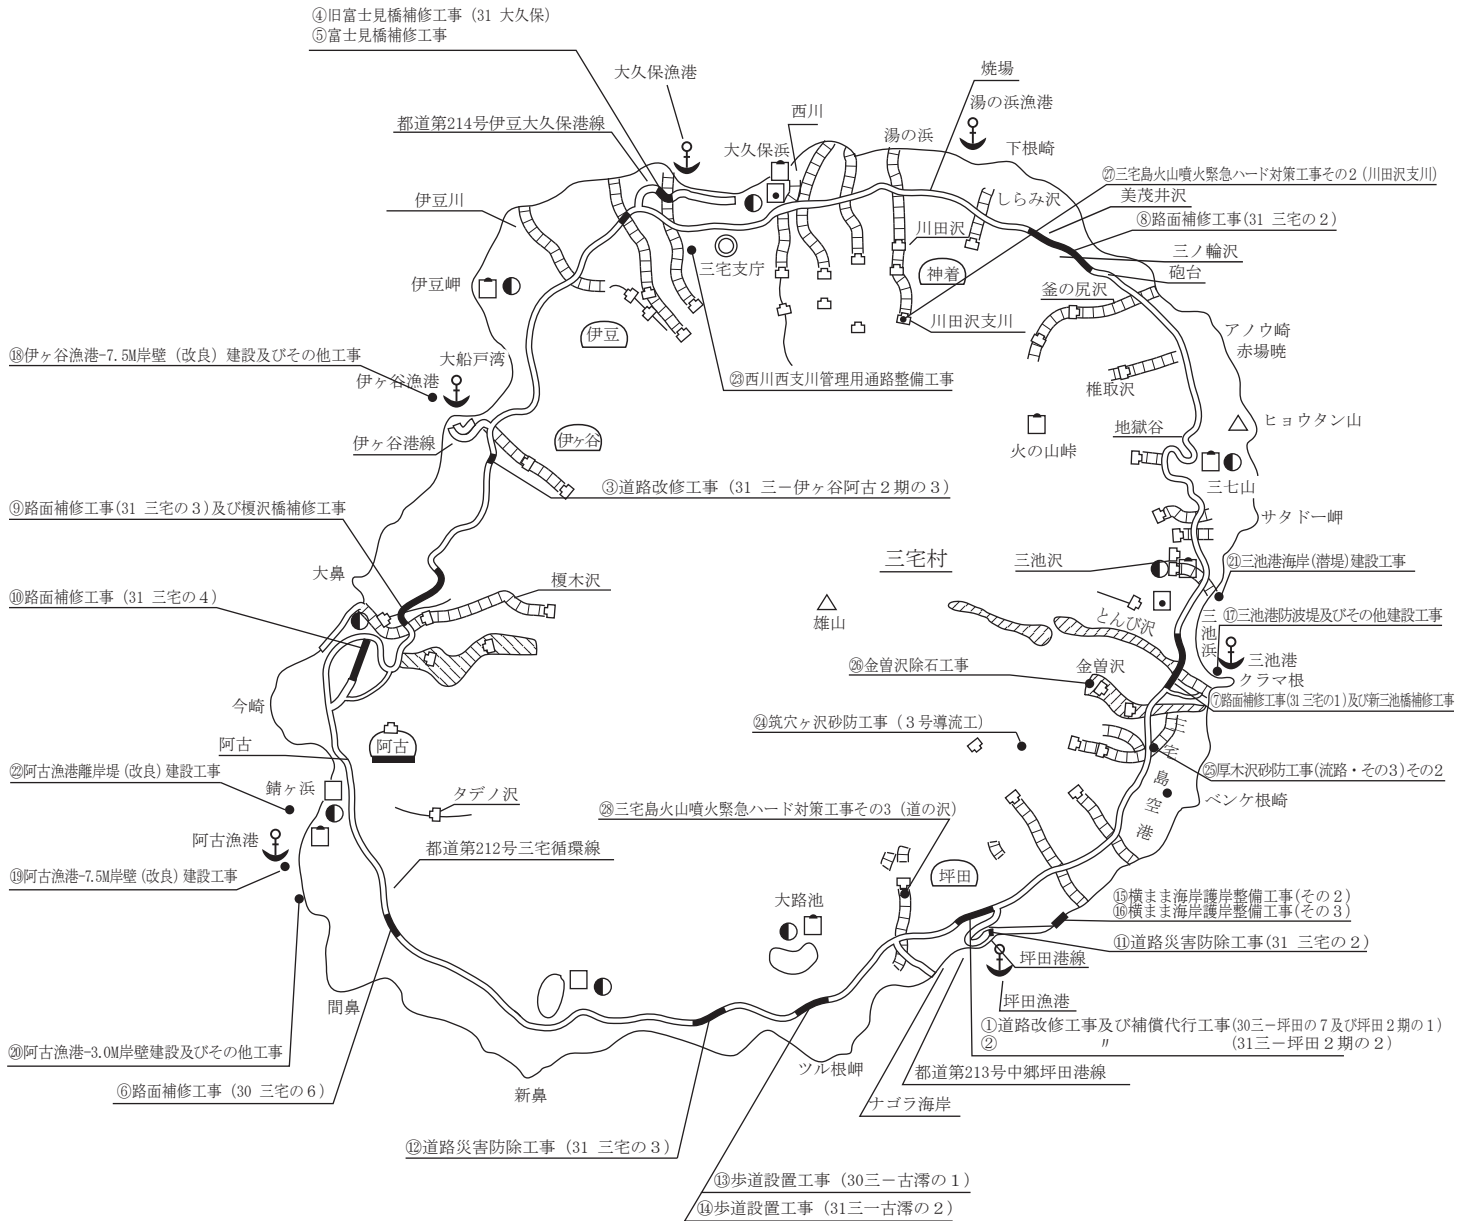 ④旧富士見橋補修工事（31 大久保）
⑤富士見橋補修工事
大久保漁港
焼場
湯の浜漁港
西川
都道第214号伊豆大久保港線
湯の浜
大久保浜
下根崎
㉗三宅島火山噴火緊急ハード対策工事その２（川田沢支川）
美茂井沢
伊豆川
しらみ沢
⑧路面補修工事（31 三宅の２）
川田沢
三ノ輪沢
三宅支庁
神着
砲台
伊豆岬
釜の尻沢
川田沢支川
伊豆
アノウ崎
赤場暁
⑱伊ヶ谷漁港-7.5M岸壁（改良）建設及びその他工事
大船戸湾
伊ヶ谷漁港
㉓西川西支川管理用通路整備工事
椎取沢
ヒョウタン山
地獄谷
伊ヶ谷港線
伊ヶ谷
火の山峠
③道路改修工事（31 三－伊ヶ谷阿古２期の３）
三七山
⑨路面補修工事（31 三宅の３）及び榎沢橋補修工事
サタドー岬
三宅村
三池沢
㉑三池港海岸（潜堤）建設工事
大鼻
榎木沢
⑩路面補修工事（31 三宅の４）
雄山
とんび沢
三池浜
⑰三池港防波堤及びその他建設工事
三池港
㉖金曽沢除石工事
金曽沢
クラマ根
⑦路面補修工事（31 三宅の１）及び新三池橋補修工事
今崎
㉔筑穴ヶ沢砂防工事（３号導流工）
三宅島空港
阿古
阿古
㉒阿古漁港離岸堤（改良）建設工事
㉕厚木沢砂防工事（流路・その３）その２
錆ヶ浜
タデノ沢
㉘三宅島火山噴火緊急ハード対策工事その3（道の沢）
ベンケ根崎
阿古漁港
都道第212号三宅循環線
⑲阿古漁港-7.5M岸壁（改良）建設工事
坪田
大路池
⑮横まま海岸護岸整備工事（その２）
⑯横まま海岸護岸整備工事（その３）
⑪道路災害防除工事（31 三宅の２）
坪田港線
間鼻
坪田漁港
①道路改修工事及び補償代行工事（30三－坪田の７及び坪田２期の１）
②　〃　（31三－坪田２期の２）
⑳阿古漁港-3.0M岸壁建設及びその他工事
ツル根岬
都道第213号中郷坪田港線
⑥路面補修工事（30 三宅の６）
新鼻
ナゴラ海岸
⑫道路災害防除工事（31 三宅の３）
⑬歩道設置工事（30三－古澪の１）
⑭歩道設置工事（31三一古澪の２）